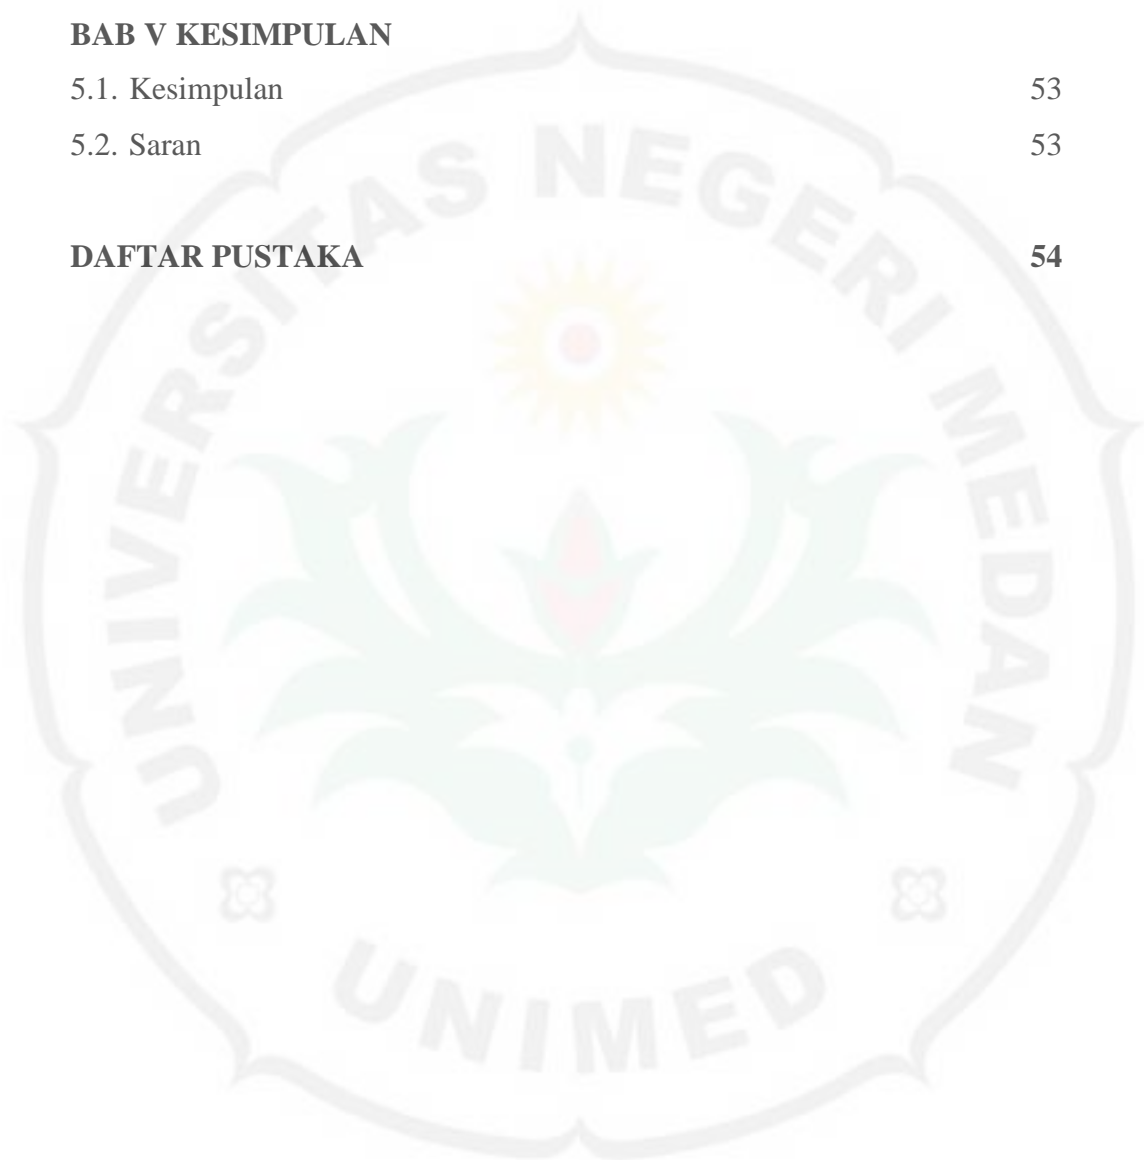 BAB V KESIMPULAN
5.1. Kesimpulan 53
5.2. Saran 53
DAFTAR PUSTAKA 54
UNIVERSITAS NEGERI MEDAN
UNIMED